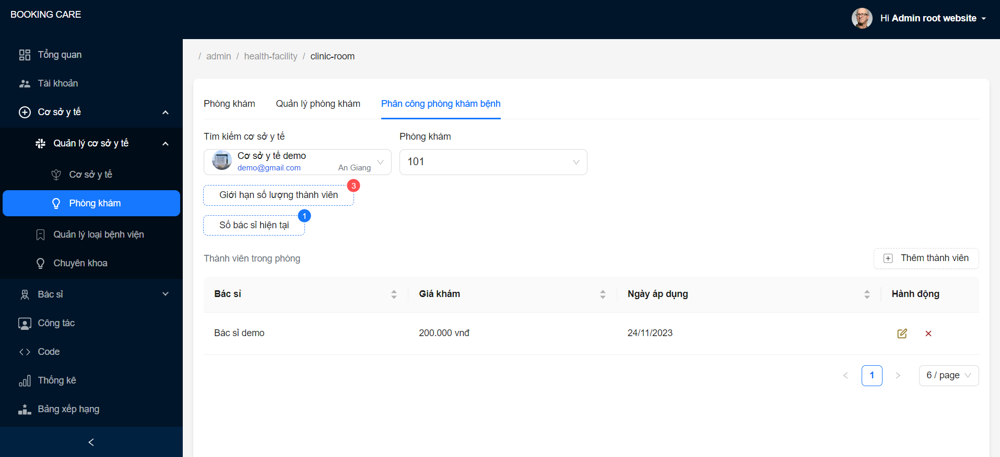 BOOKING CARE
Hi Admin root website
Tổng quan
Tài khoản
Cơ sở y tế
Quản lý cơ sở y tế
Cơ sở y tế
Phòng khám
Quản lý loại bệnh viện
Chuyên khoa
Bác sĩ
Công tác
Code
Thống kê
Bảng xếp hạng
/ admin / health-facility / clinic-room
Phòng khám Quản lý phòng khám Phân công phòng khám bệnh
Tìm kiếm cơ sở y tế Phòng khám
Cơ sở y tế demo
demo@gmail.com An Giang
101
3
Giới hạn số lượng thành viên
1
Số bác sĩ hiện tại
Thành viên trong phòng Thêm thành viên
Bác sĩ Giá khám Ngày áp dụng Hành động
Bác sĩ demo 200.000 vnđ 24/11/2023
1 6 / page